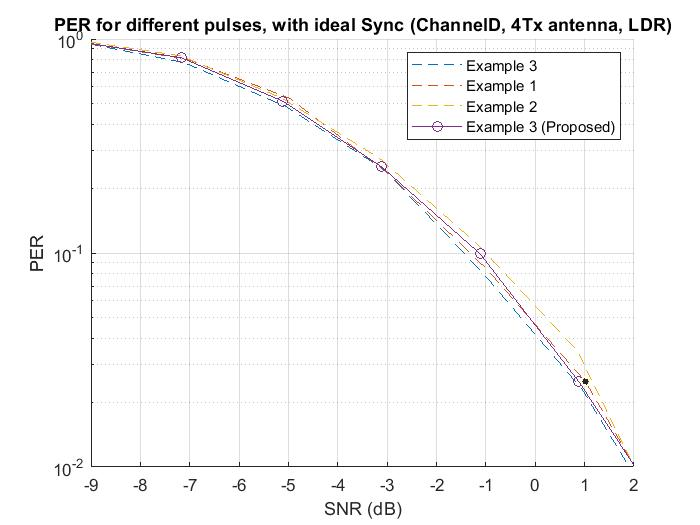 PER for different pulses, with ideal Sync (ChannelD, 4Tx antenna, LDR)
10^0
Example 3
Example 1
Example 2
Example 3 (Proposed)
PER
10^-1
10^-2
-9 -8 -7 -6 -5 -4 -3 -2 -1 0 1 2
SNR (dB)